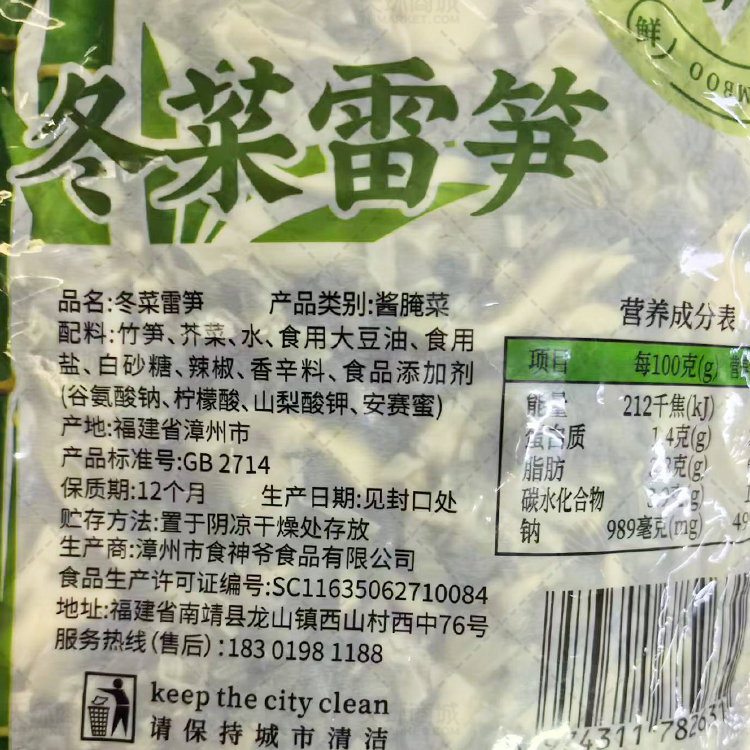 鲜
冬菜雷笋
品名:冬菜雷笋 产品类别:酱腌菜
配料:竹笋、芥菜、水、食用大豆油、食用
盐、白砂糖、辣椒、香辛料、食品添加剂
(谷氨酸钠、柠檬酸、山梨酸钾、安赛蜜)
产地:福建省漳州市
产品标准号:GB 2714
保质期:12个月 生产日期:见封口处
贮存方法:置于阴凉干燥处存放
生产商:漳州市食神爷食品有限公司
食品生产许可证编号:SC11635062710084
地址:福建省南靖县龙山镇西山村西中76号
服务热线(售后):183 0198 1188
keep the city clean
请保持城市清洁
营养成分表
项目 每100克(g)
能量 212千焦(kJ)
蛋白质 1.4克(g)
脂肪 克(g)
碳水化合物
钠 989毫克(mg)